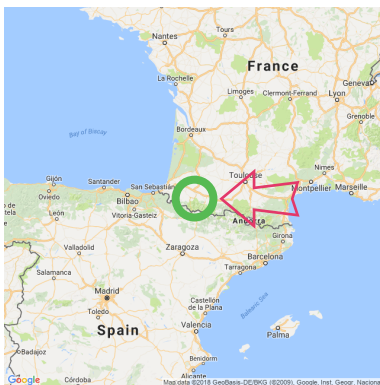 Tours
Nantes
France
La Rochelle
Geneva
Limoges
Clermont-Ferrand
Lyon
Grenoble
Bordeaux
Bay of Biscay
Nimes
Toulouse
Montpellier
Marseille
Gijón
Santander
San Sebastián
Oviedo
Bilbao
de
tela
León
Vitoria-Gasteiz
Andorra
Girona
Valladolid
Zaragoza
Barcelona
Salamanca
Tarragona
Madrid
Castellón
de la Plana
Balearic Sea
Toledo
Spain
Valencia
Palma
Badajoz
Benidorm
Alicante
Google
Córdoba
Map data ©2018 GeoBasis-DE/BKG (©2009), Google, Inst. Geogr. Nacional